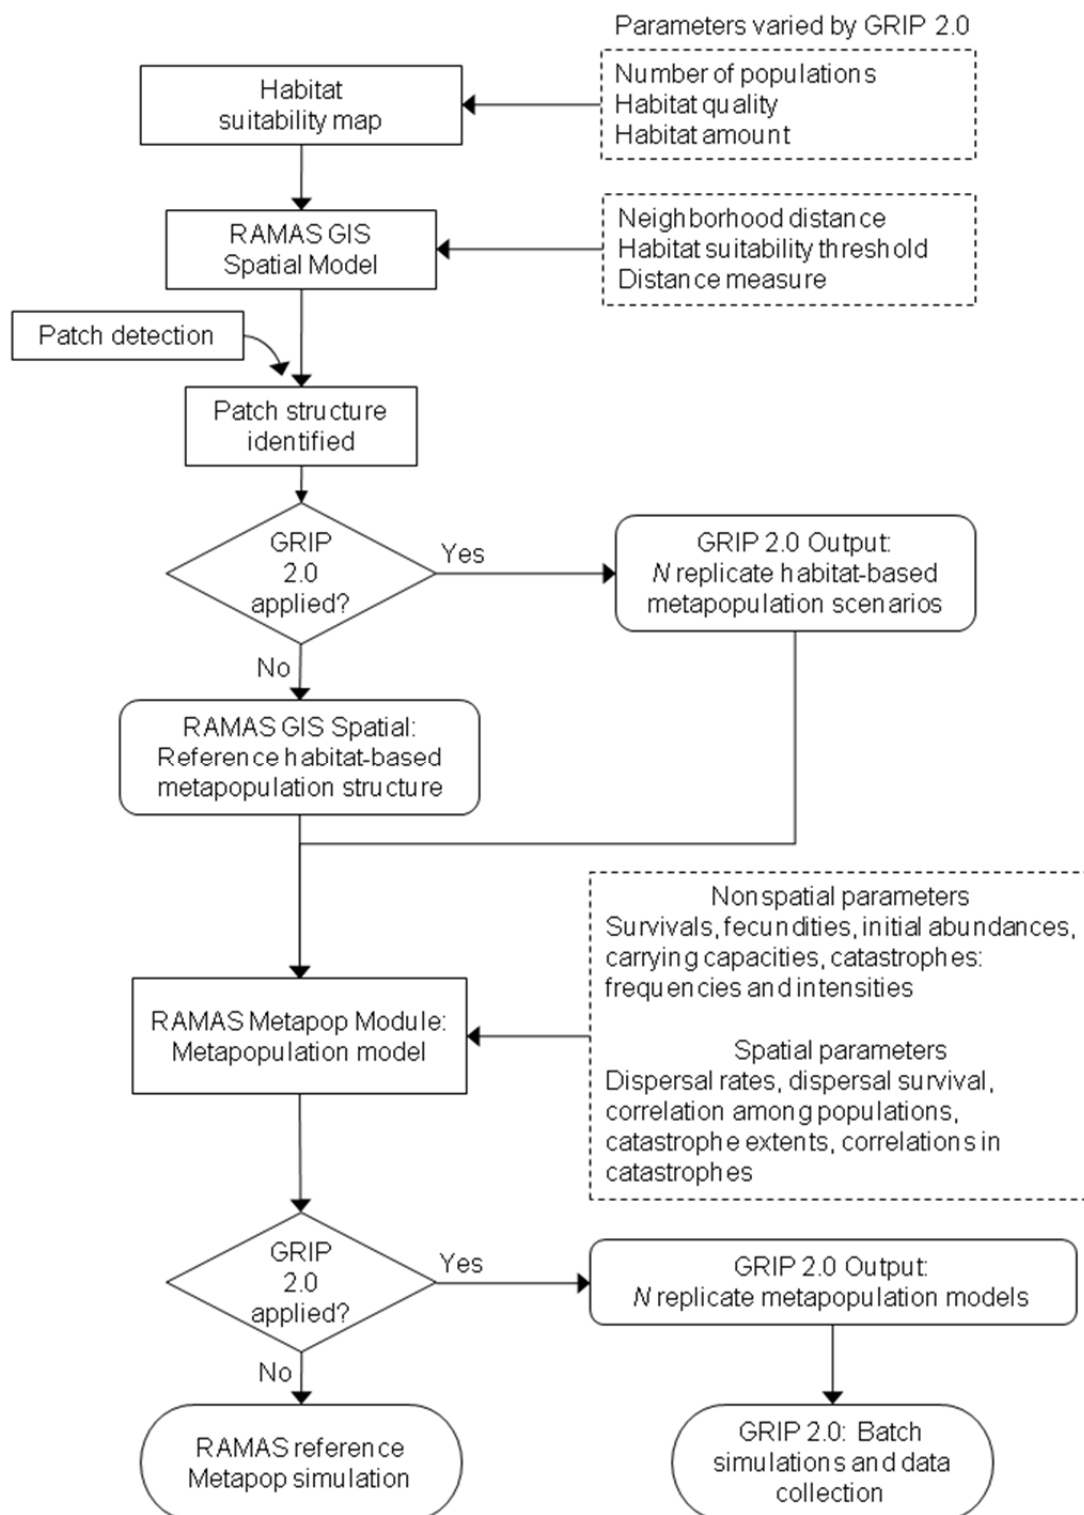 Parameters varied by GRIP 2.0
Habitat
suitability map
Number of populations
Habitat quality
Habitat amount
RAMAS GIS
Spatial Model
Neighborhood distance
Habitat suitability threshold
Distance measure
Patch detection
Patch structure
identified
GRIP
2.0
applied?
Yes
GRIP 2.0 Output:
N replicate habitat-based
metapopulation scenarios
No
RAMAS GIS Spatial:
Reference habitat-based
metapopulation structure
Nonspatial parameters
Survivals, fecundities, initial abundances,
carrying capacities, catastrophes:
frequencies and intensities
RAMAS Metapop Module:
Metapopulation model
Spatial parameters
Dispersal rates, dispersal survival,
correlation among populations,
catastrophe extents, correlations in
catastrophes
GRIP
2.0
applied?
Yes
GRIP 2.0 Output:
N replicate metapopulation models
No
RAMAS reference
Metapop simulation
GRIP 2.0: Batch
simulations and data
collection